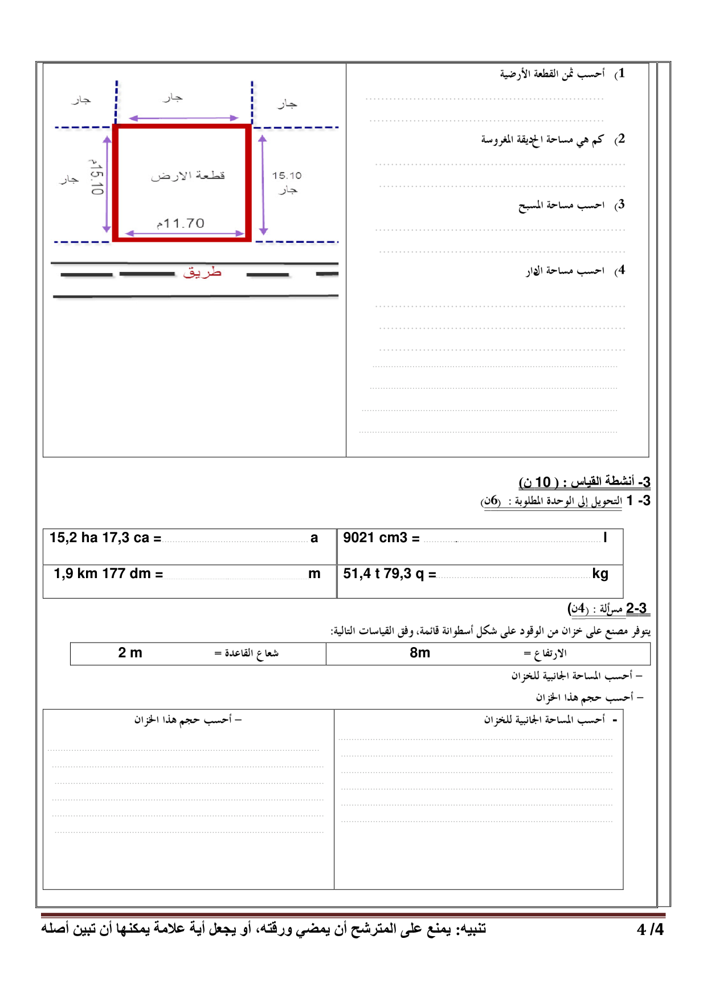 1) أحسب ثمن القطعة الأرضية
2) كم هي مساحة الحديقة المغروسة
3) احسب مساحة المسبح
4) احسب مساحة الدار
جار
جار
جار
15.10م
جار
قطعة الارض
15.10
جار
11.70م
طريق
3- أنشطة القياس : ( 10 ن)
3- 1 التحويل إلى الوحدة المطلوبة : (6ن)
15,2 ha 17,3 ca =........ a
9021 cm3 = ........ l
1,9 km 177 dm =........ m
51,4 t 79,3 q =........ kg
2-3 مسألة : (4ن)
يتوفر مصنع على خزان من الوقود على شكل أسطوانة قائمة، وفق القياسات التالية:
الارتفاع = 8m
شعاع القاعدة = 2 m
– أحسب المساحة الجانبية للخزان
– أحسب حجم هذا الخزان
- أحسب المساحة الجانبية للخزان
– أحسب حجم هذا الخزان
4 /4
تنبيه: يمنع على المترشح أن يمضي ورقته، أو يجعل أية علامة يمكنها أن تبين أصله